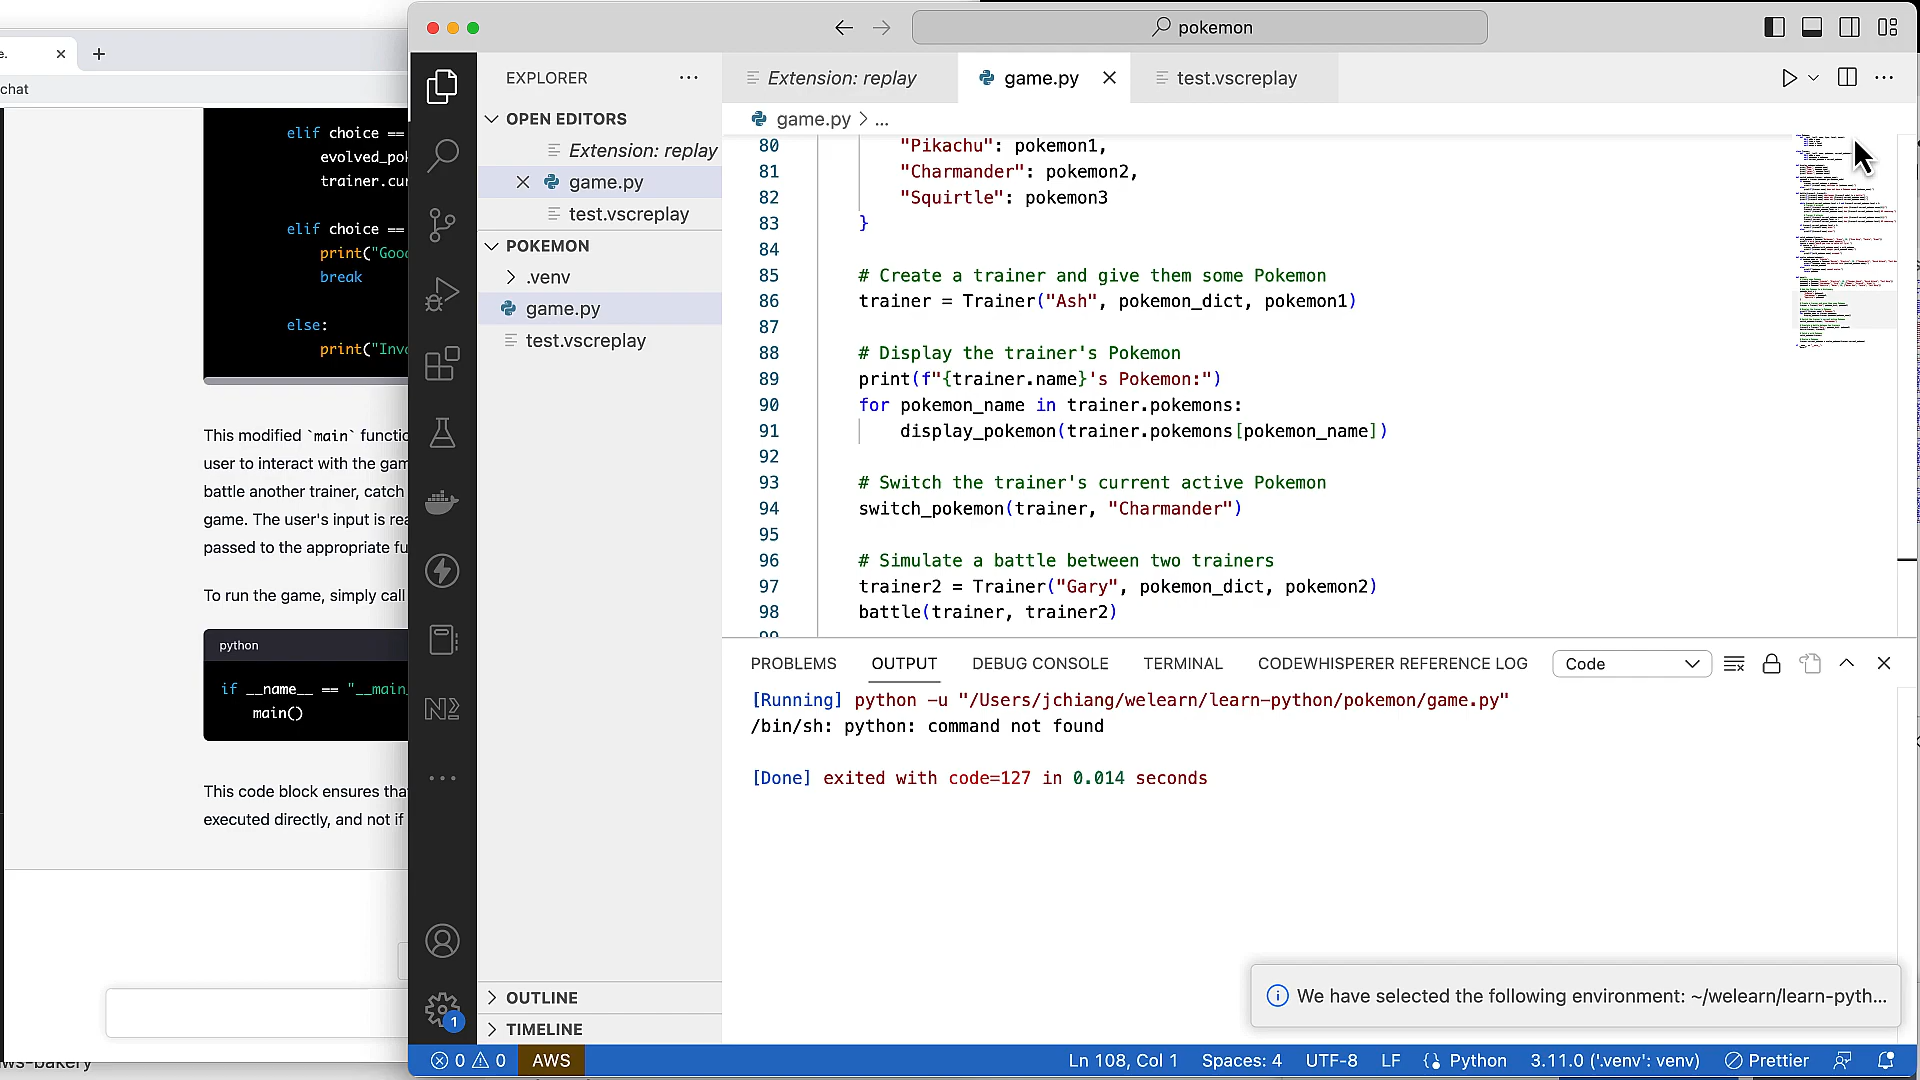 chat
elif choice ==
evolved_pok
trainer.cur
elif choice ==
print("Good
break
else:
print("Inva
This modified `main` functio
user to interact with the gam
battle another trainer, catch
game. The user's input is rea
passed to the appropriate fu
To run the game, simply call
python
if __name__ == "__main_
main()
This code block ensures tha
executed directly, and not if
ws-bakery
pokemon
EXPLORER
OPEN EDITORS
Extension: replay
game.py
test.vscreplay
POKEMON
.venv
game.py
test.vscreplay
OUTLINE
TIMELINE
1
Extension: replay
game.py
test.vscreplay
game.py > ...
80 "Pikachu": pokemon1,
81 "Charmander": pokemon2,
82 "Squirtle": pokemon3
83 }
84
85 # Create a trainer and give them some Pokemon
86 trainer = Trainer("Ash", pokemon_dict, pokemon1)
87
88 # Display the trainer's Pokemon
89 print(f"{trainer.name}'s Pokemon:")
90 for pokemon_name in trainer.pokemons:
91 display_pokemon(trainer.pokemons[pokemon_name])
92
93 # Switch the trainer's current active Pokemon
94 switch_pokemon(trainer, "Charmander")
95
96 # Simulate a battle between two trainers
97 trainer2 = Trainer("Gary", pokemon_dict, pokemon2)
98 battle(trainer, trainer2)
99
PROBLEMS OUTPUT DEBUG CONSOLE TERMINAL CODEWHISPERER REFERENCE LOG Code
[Running] python -u "/Users/jchiang/welearn/learn-python/pokemon/game.py"
/bin/sh: python: command not found
[Done] exited with code=127 in 0.014 seconds
We have selected the following environment: ~/welearn/learn-pyth...
0 0 AWS Ln 108, Col 1 Spaces: 4 UTF-8 LF Python 3.11.0 ('.venv': venv) Prettier